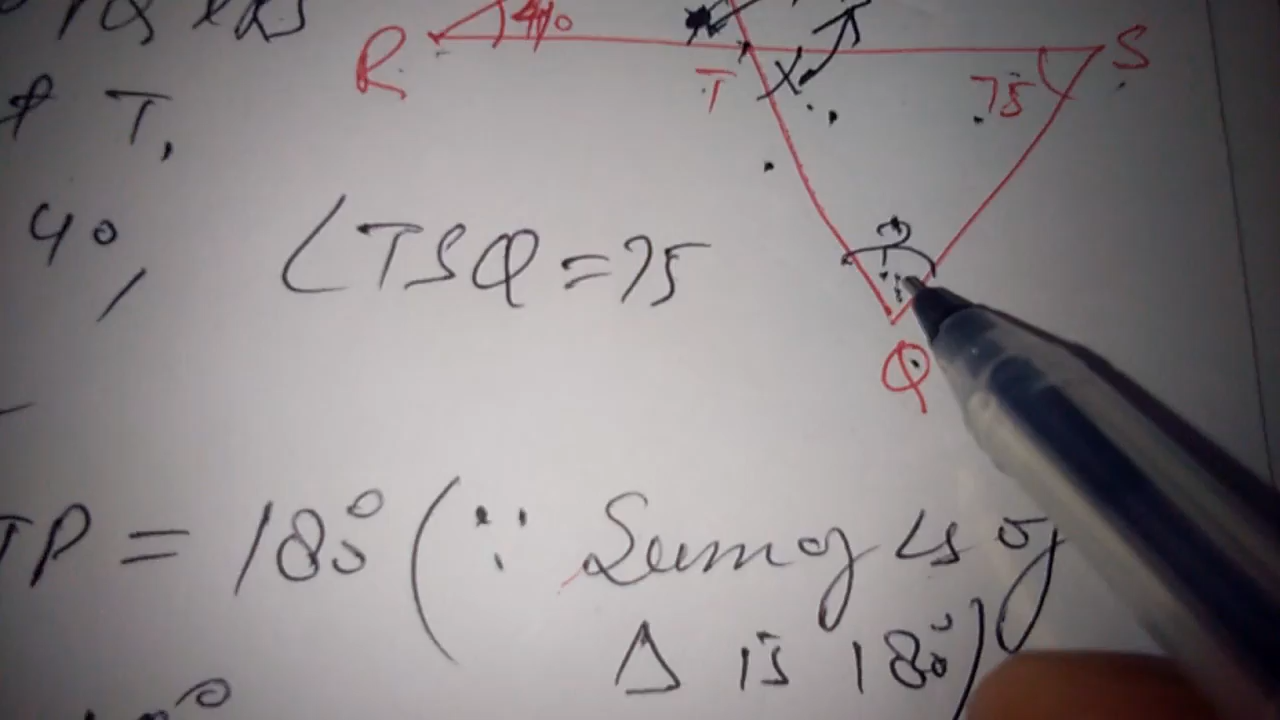 R 40 S
T 75
T,
40, ∠TSQ = 75
Q
TP = 180° (∵ Sum of ∠s of
Δ is 180°)